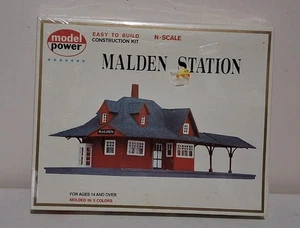 model
power
EASY TO BUILD
CONSTRUCTION KIT
N-SCALE
MALDEN STATION
MALDEN
FOR AGES 14 AND OVER
MOLDED IN 5 COLORS